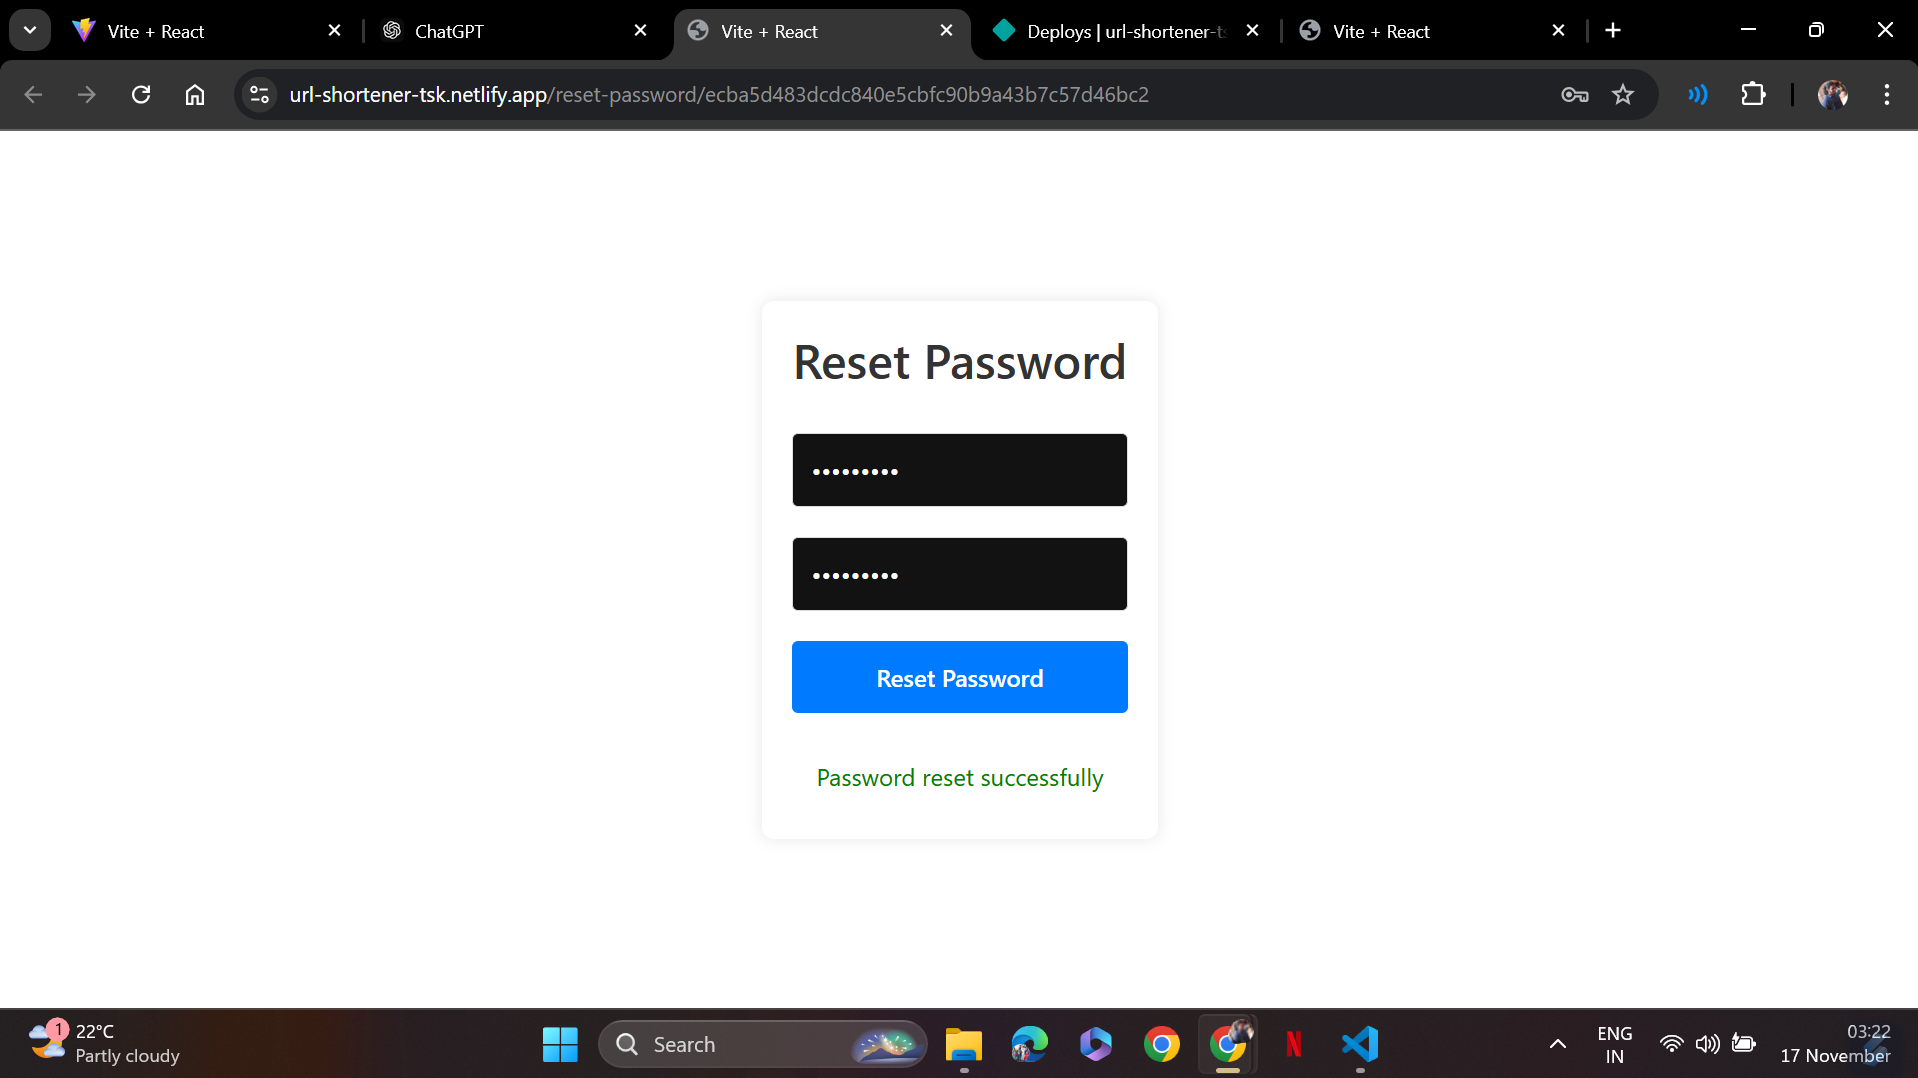 Vite + React
ChatGPT
Vite + React
Deploys | url-shortener-ts
Vite + React
url-shortener-tsk.netlify.app/reset-password/ecba5d483dcdc840e5cbfc90b9a43b7c57d46bc2
Reset Password
•••••••••
•••••••••
Reset Password
Password reset successfully
1
22°C
Partly cloudy
Search
N
ENG
IN
03:22
17 November